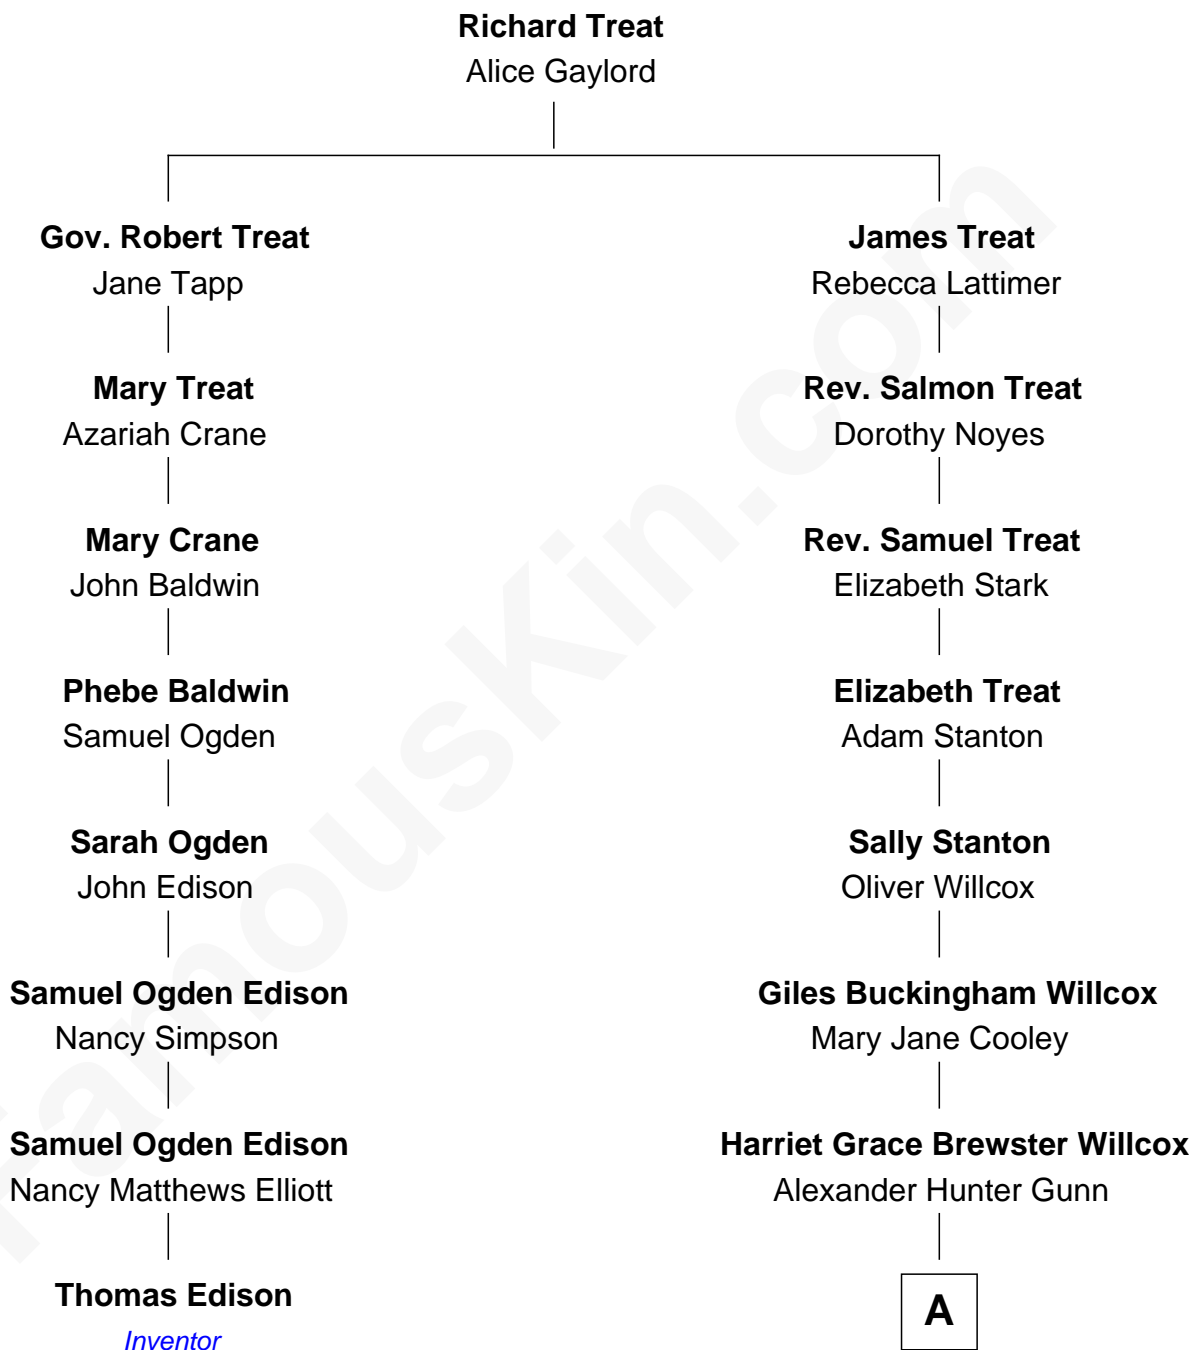 Richard Treat
Alice Gaylord
Gov. Robert Treat
Jane Tapp
James Treat
Rebecca Lattimer
Mary Treat
Azariah Crane
Rev. Salmon Treat
Dorothy Noyes
Mary Crane
John Baldwin
Rev. Samuel Treat
Elizabeth Stark
Phebe Baldwin
Samuel Ogden
Elizabeth Treat
Adam Stanton
Sarah Ogden
John Edison
Sally Stanton
Oliver Willcox
Samuel Ogden Edison
Nancy Simpson
Giles Buckingham Willcox
Mary Jane Cooley
Samuel Ogden Edison
Nancy Matthews Elliott
Harriet Grace Brewster Willcox
Alexander Hunter Gunn
Thomas Edison
Inventor
A
FamousKin.com